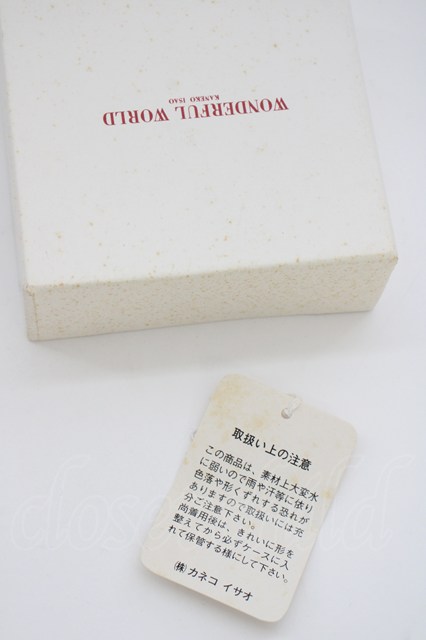 WONDERFUL WORLD
KANEKO ISAO
取扱い上の注意
この商品は、素材上大変水
に弱いので雨や汗等に依り
色落や形くずれする恐れが
ありますので取扱いには充
分ご注意下さい。
尚着用後は、きれいに形を
整えてから必ずケースに入
れて保管する様にして下さい。
㈱カネコ イサオ